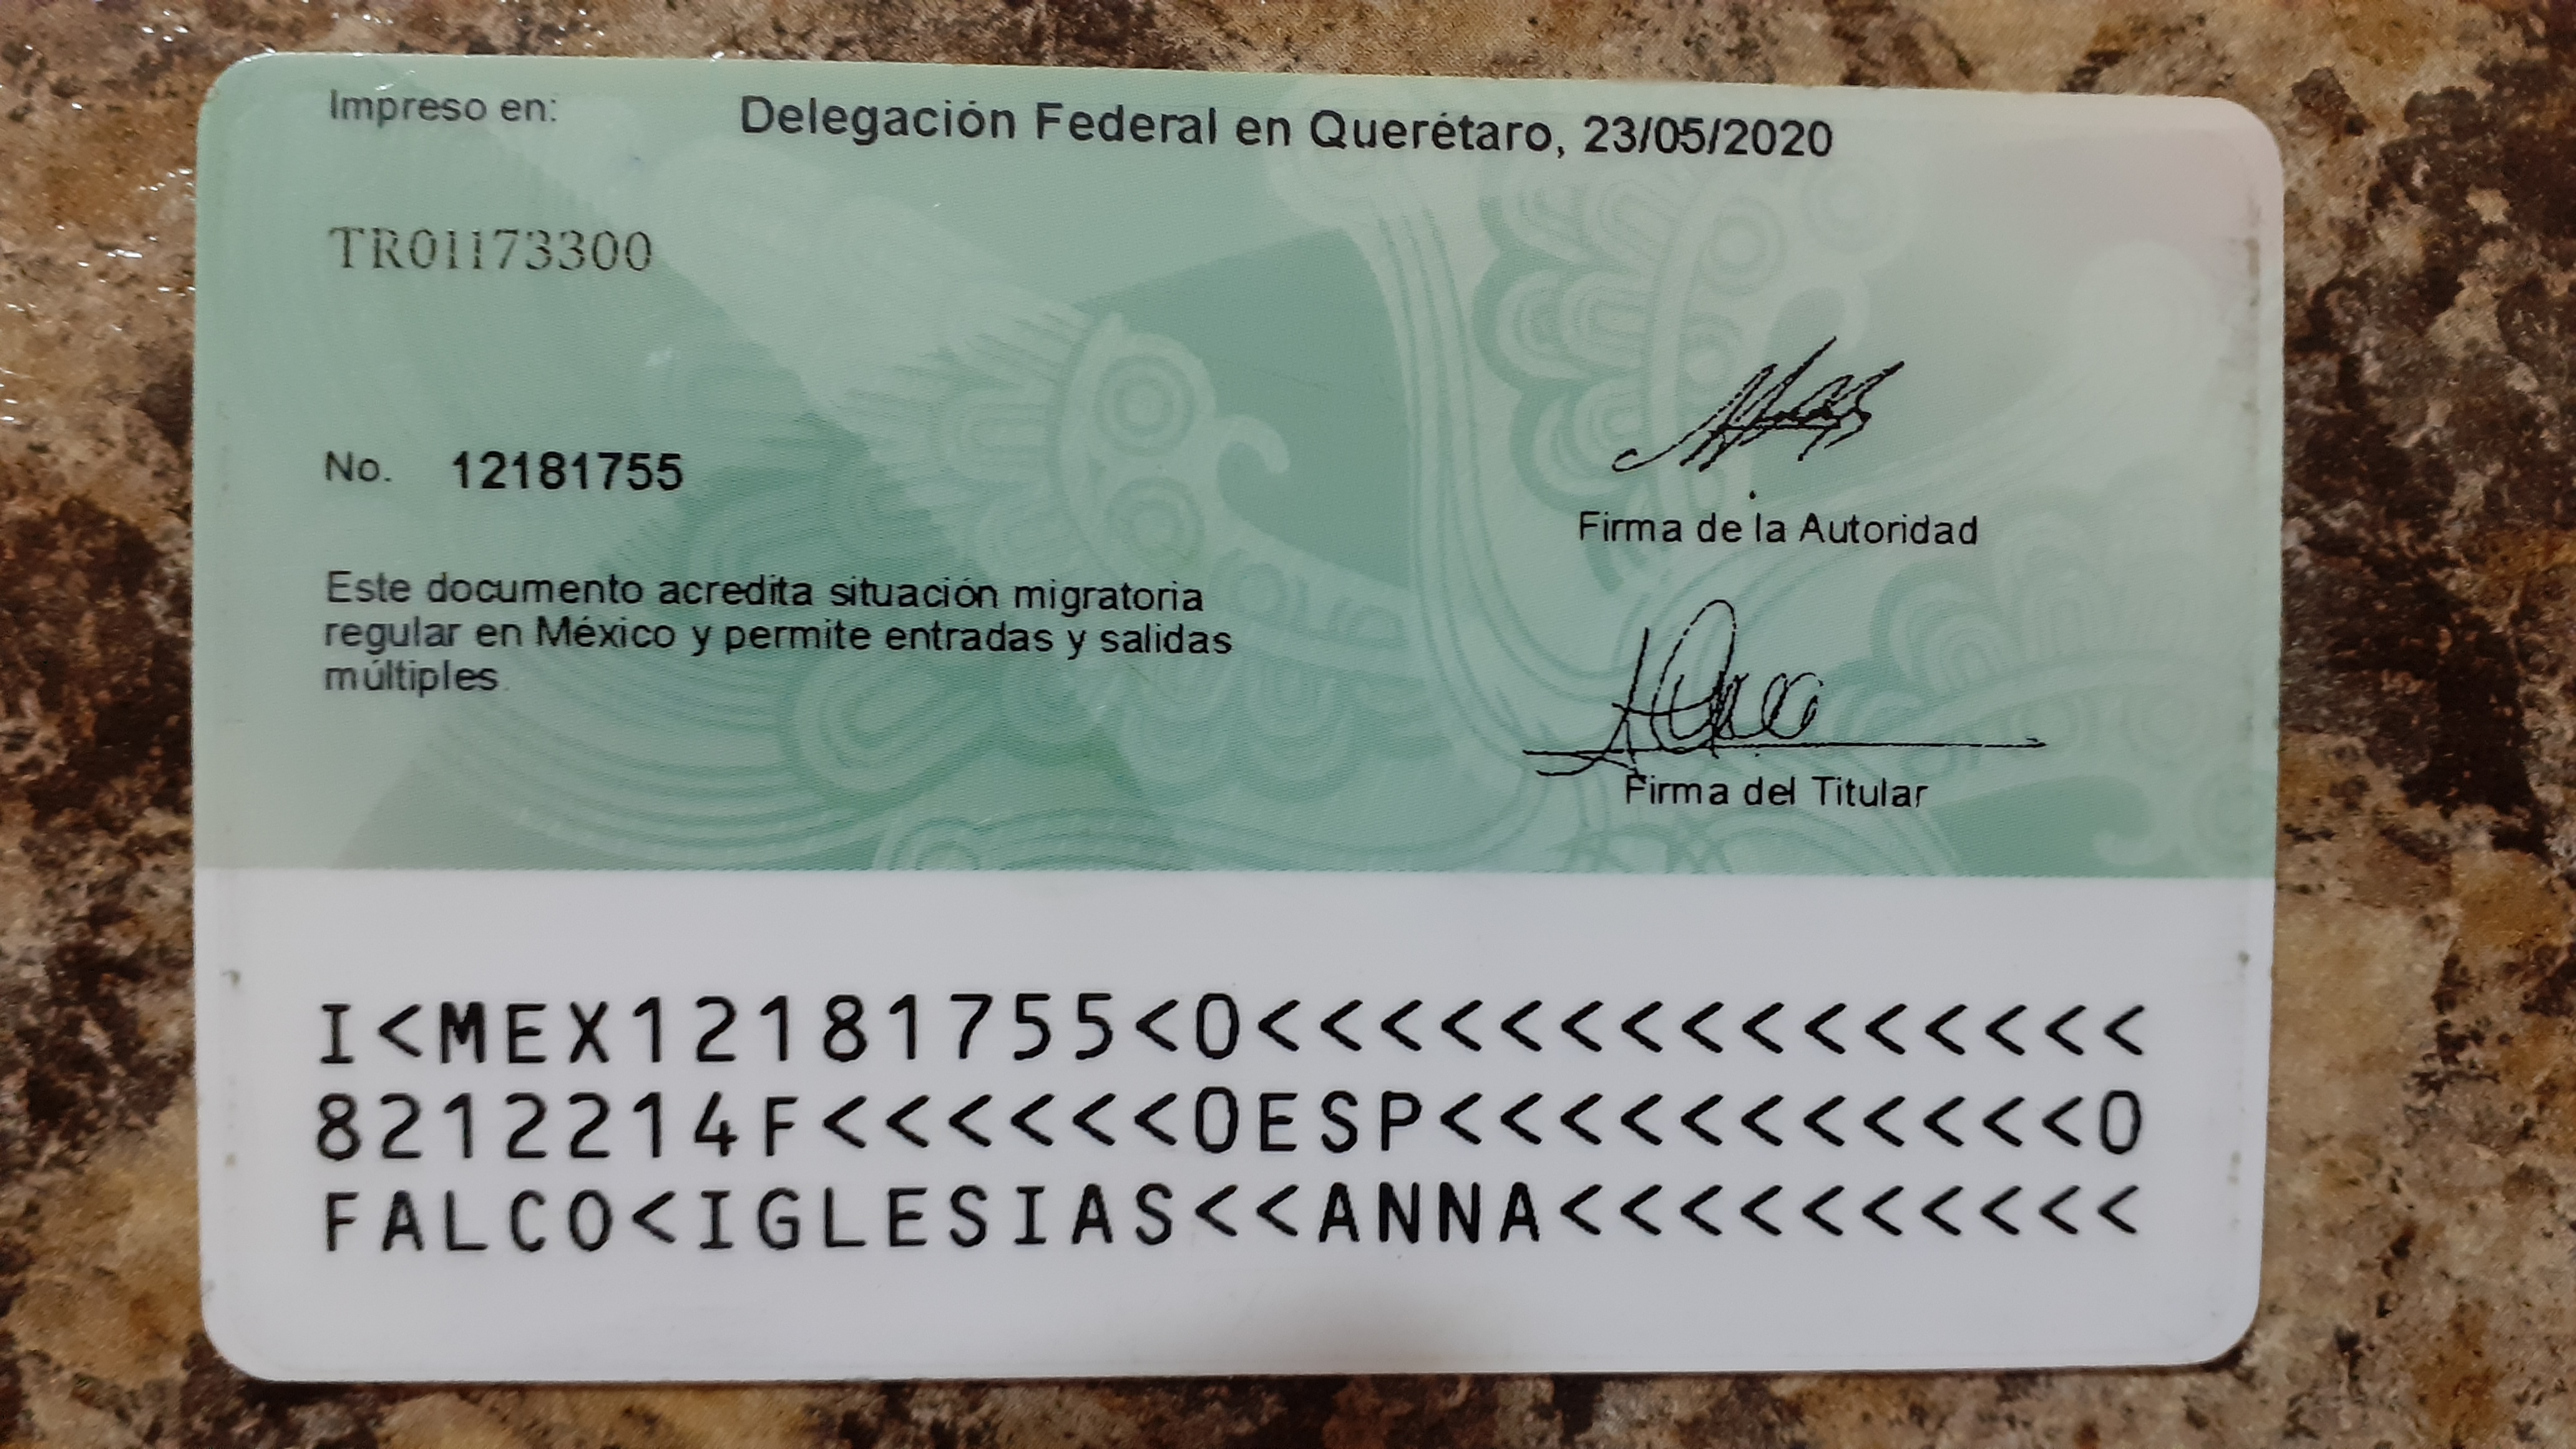 Impreso en: Delegación Federal en Querétaro, 23/05/2020
TR01173300
No. 12181755
Firma de la Autoridad
Este documento acredita situación migratoria
regular en México y permite entradas y salidas
múltiples.
Firma del Titular
I<MEX12181755<0<<<<<<<<<<<<<<<
8212214F<<<<<<0ESP<<<<<<<<<<<0
FALCO<IGLESIAS<<ANNA<<<<<<<<<<